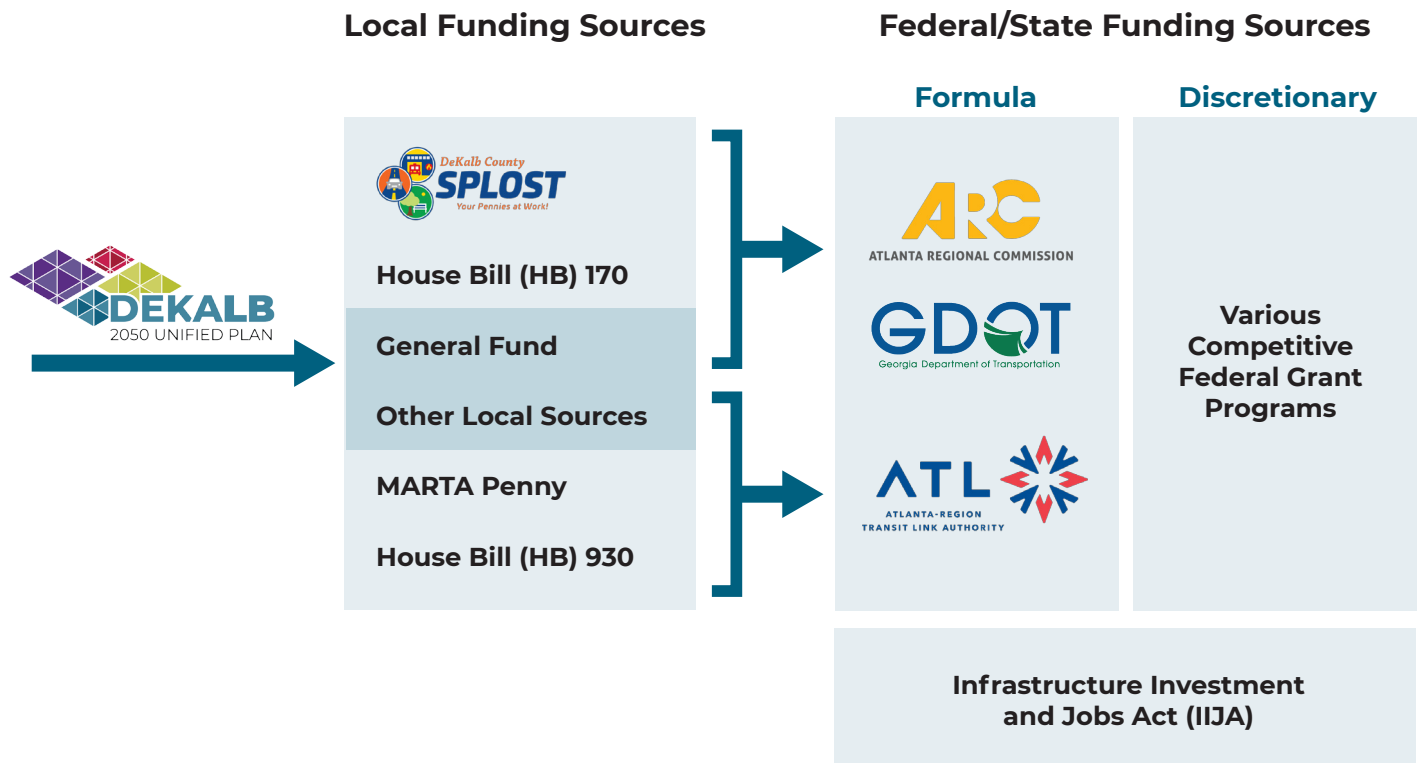 Local Funding Sources
Federal/State Funding Sources
Formula
Discretionary
DEKALB
2050 UNIFIED PLAN
DeKalb County
SPLOST
Your Pennies at Work!
House Bill (HB) 170
General Fund
Other Local Sources
MARTA Penny
House Bill (HB) 930
ARC
ATLANTA REGIONAL COMMISSION
GDOT
Georgia Department of Transportation
ATL
ATLANTA-REGION
TRANSIT LINK AUTHORITY
Various
Competitive
Federal Grant
Programs
Infrastructure Investment
and Jobs Act (IIJA)